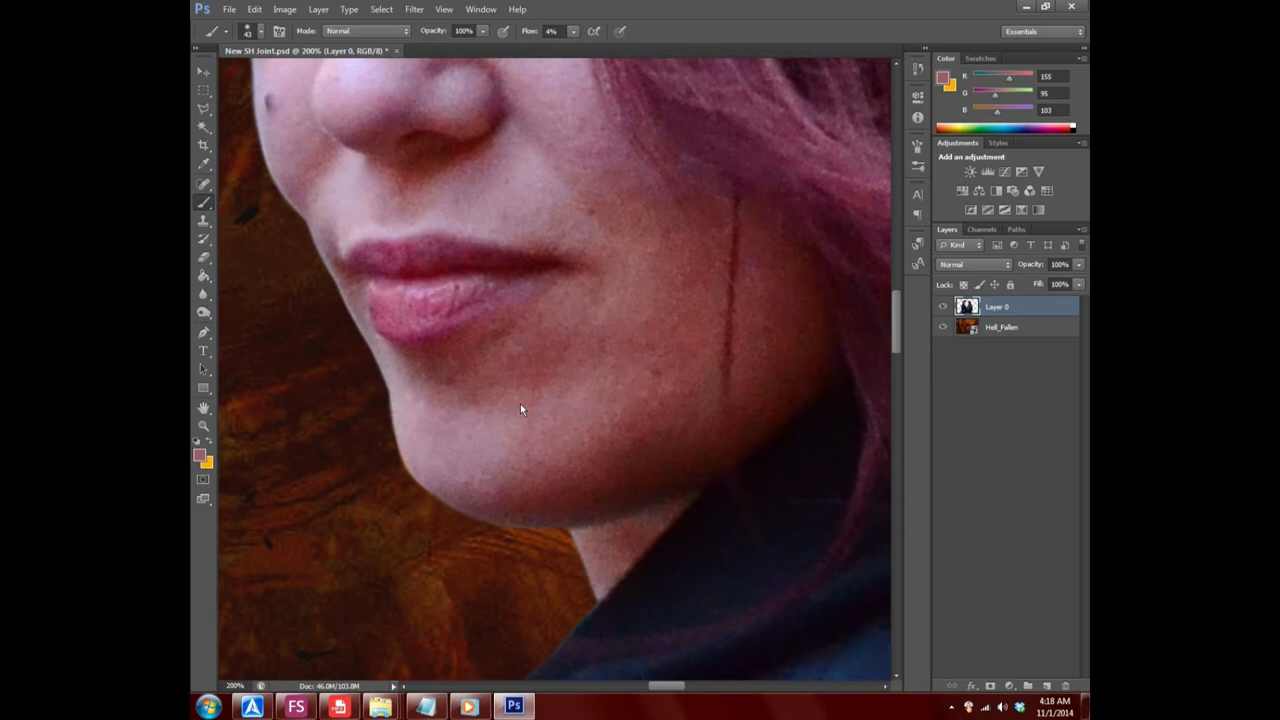 Ps File Edit Image Layer Type Select Filter View Window Help
43 Mode: Normal Opacity: 100% Flow: 4% Essentials
New SH Joint.psd @ 200% (Layer 0, RGB/8) *
Color Swatches
R 155
G 95
B 103
Adjustments Styles
Add an adjustment
Layers Channels Paths
Kind
Normal Opacity: 100%
Lock: Fill: 100%
Layer 0
Hell_Fallen
200% Doc: 46.0M/103.8M
FS Ps 4:18 AM
11/1/2014